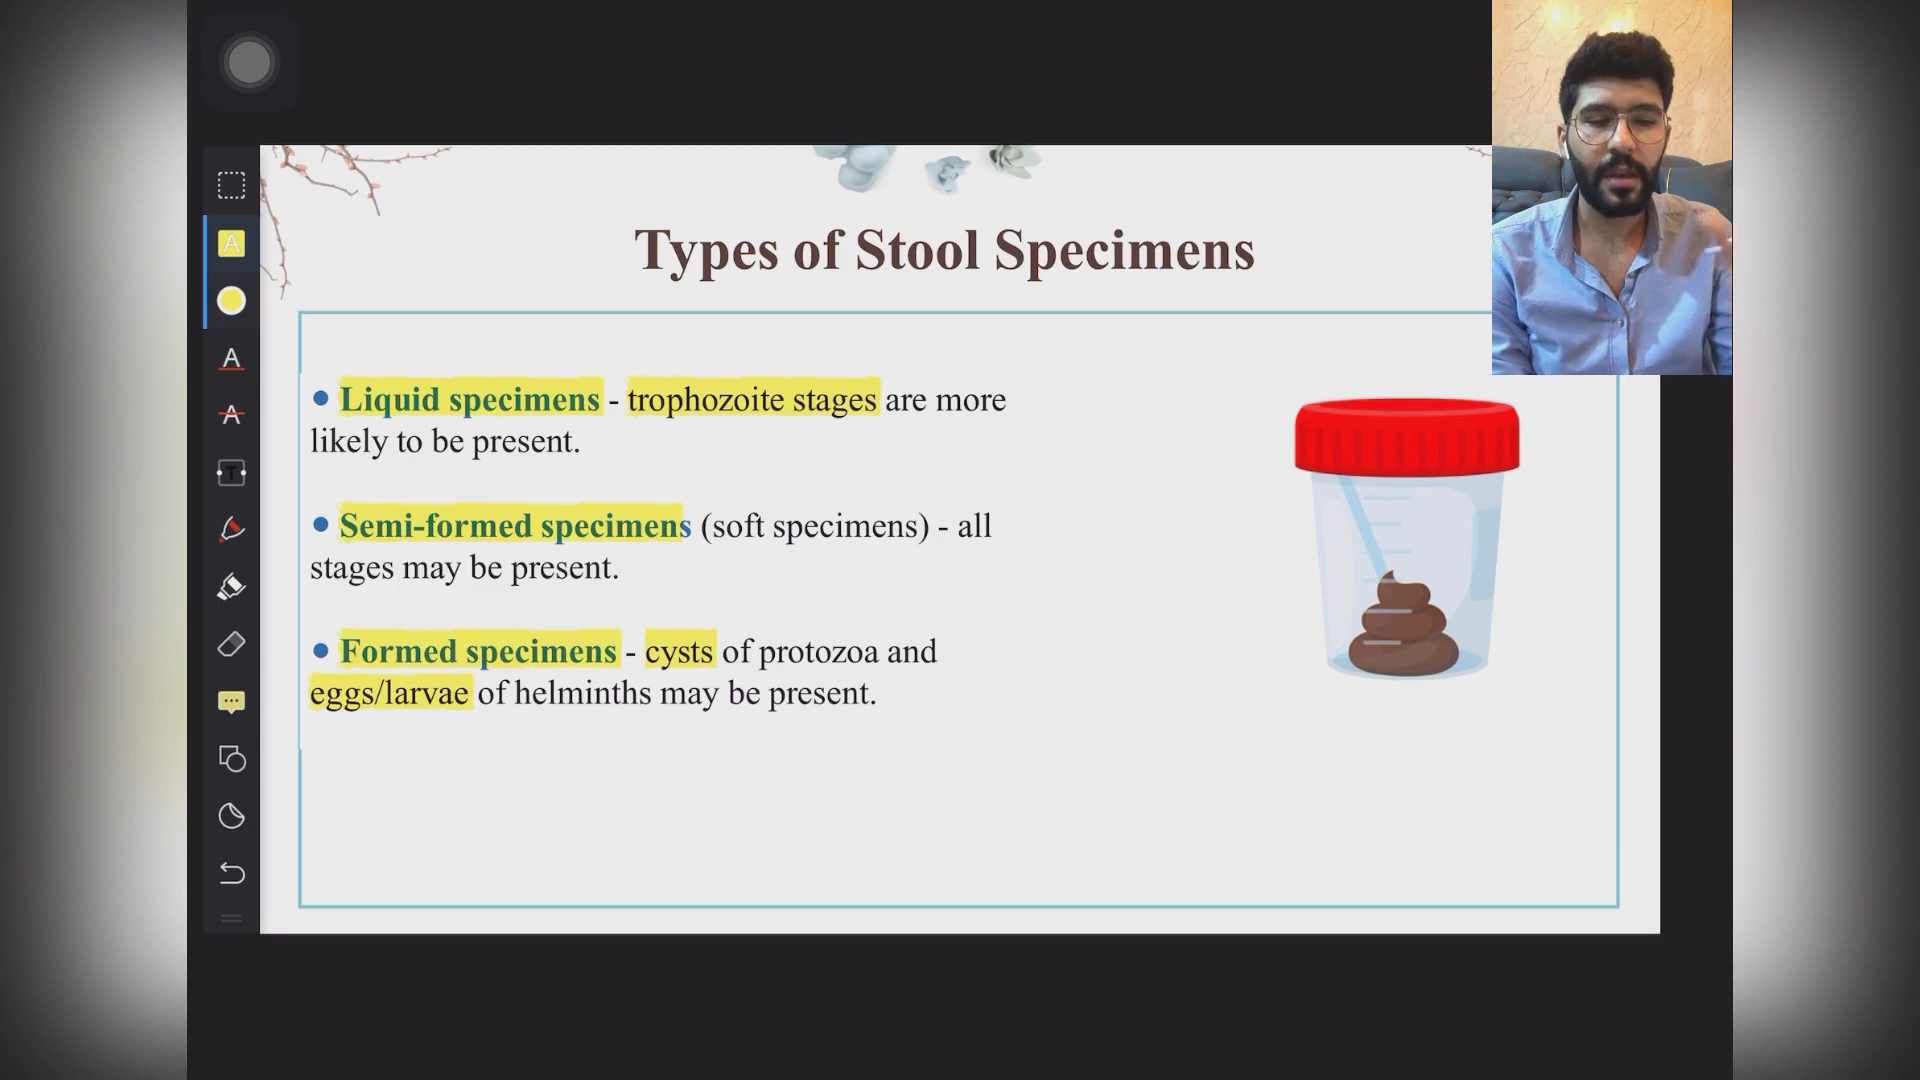 Types of Stool Specimens
• Liquid specimens - trophozoite stages are more
likely to be present.
• Semi-formed specimens (soft specimens) - all
stages may be present.
• Formed specimens - cysts of protozoa and
eggs/larvae of helminths may be present.